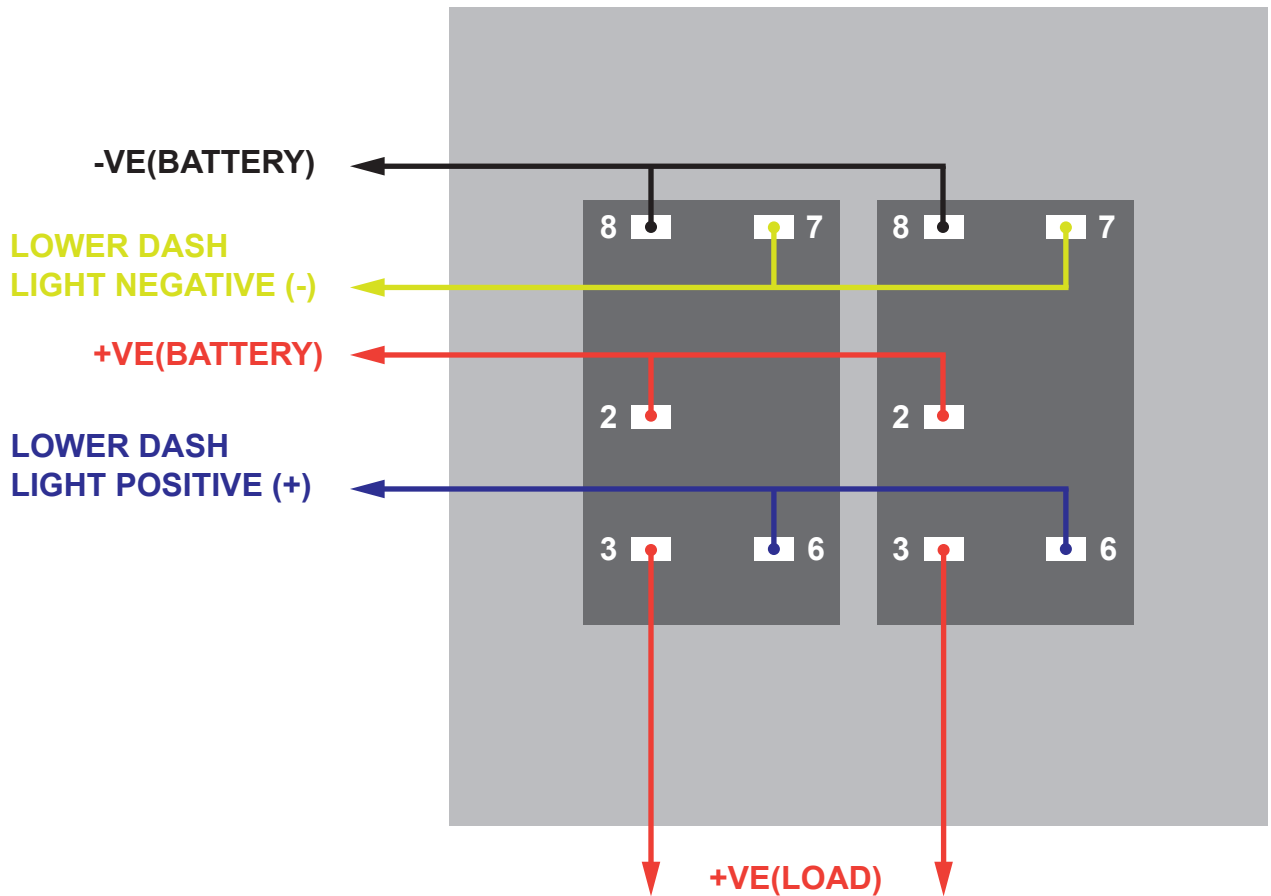 -VE(BATTERY)
8 7 8 7
LOWER DASH
LIGHT NEGATIVE (-)
+VE(BATTERY)
2 2
LOWER DASH
LIGHT POSITIVE (+)
3 6 3 6
+VE(LOAD)